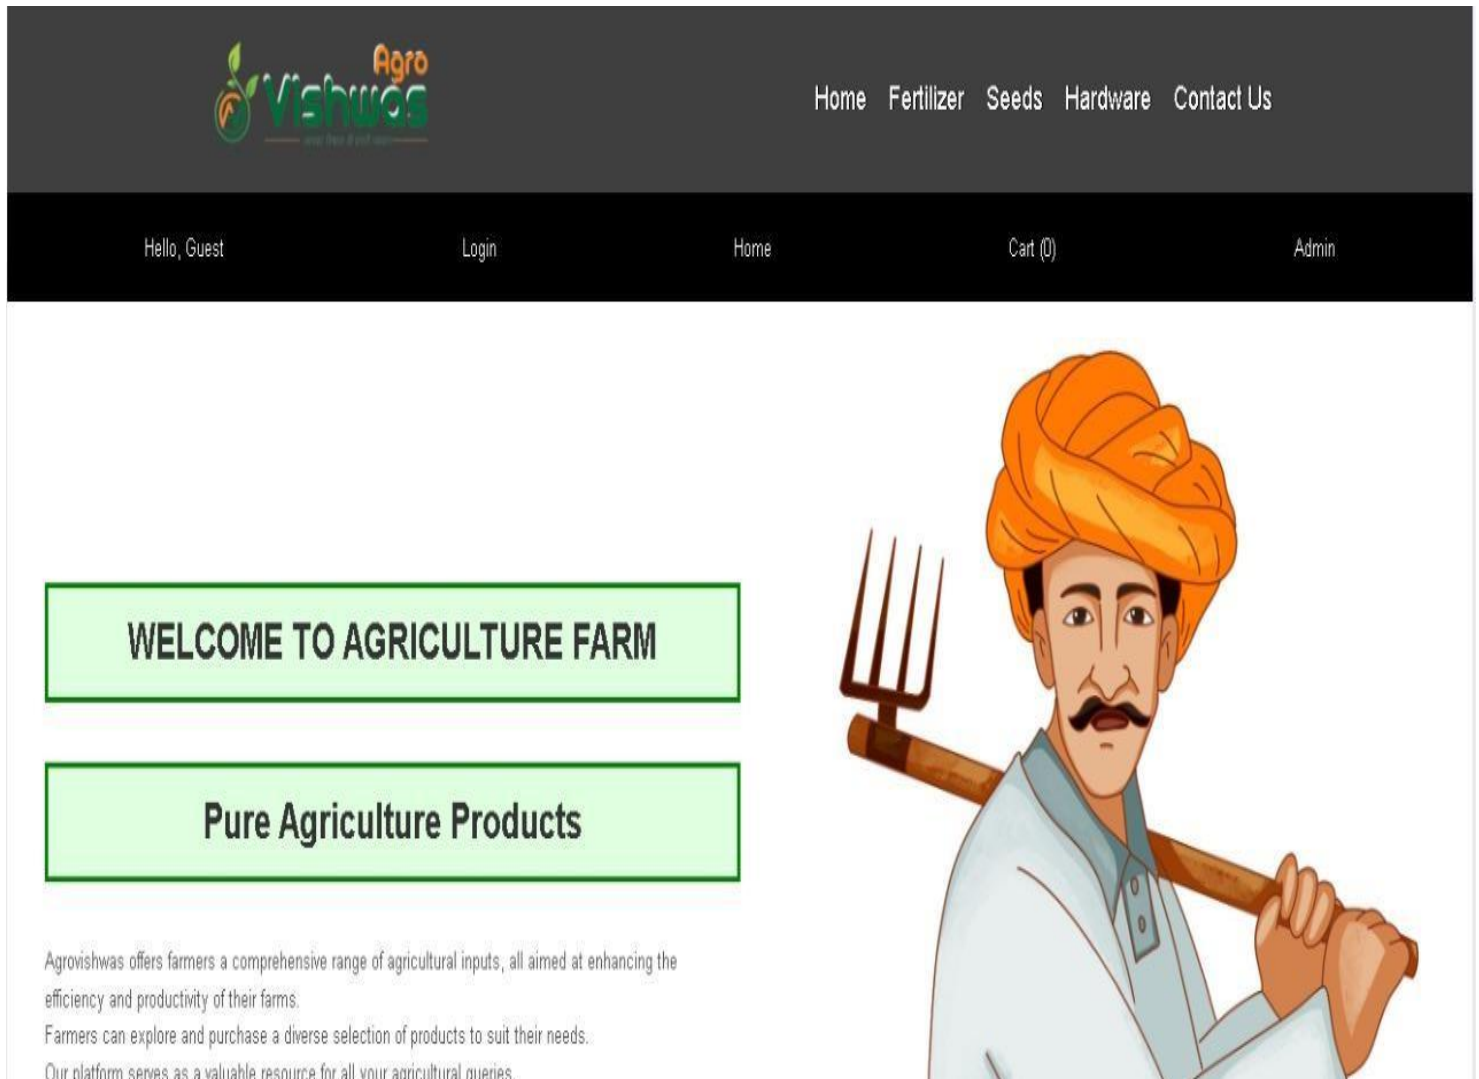 Agro
Vishwas
Home Fertilizer Seeds Hardware Contact Us
Hello, Guest Login Home Cart (0) Admin
WELCOME TO AGRICULTURE FARM
Pure Agriculture Products
Agrovishwas offers farmers a comprehensive range of agricultural inputs, all aimed at enhancing the
efficiency and productivity of their farms.
Farmers can explore and purchase a diverse selection of products to suit their needs.
Our platform serves as a valuable resource for all your agricultural queries.